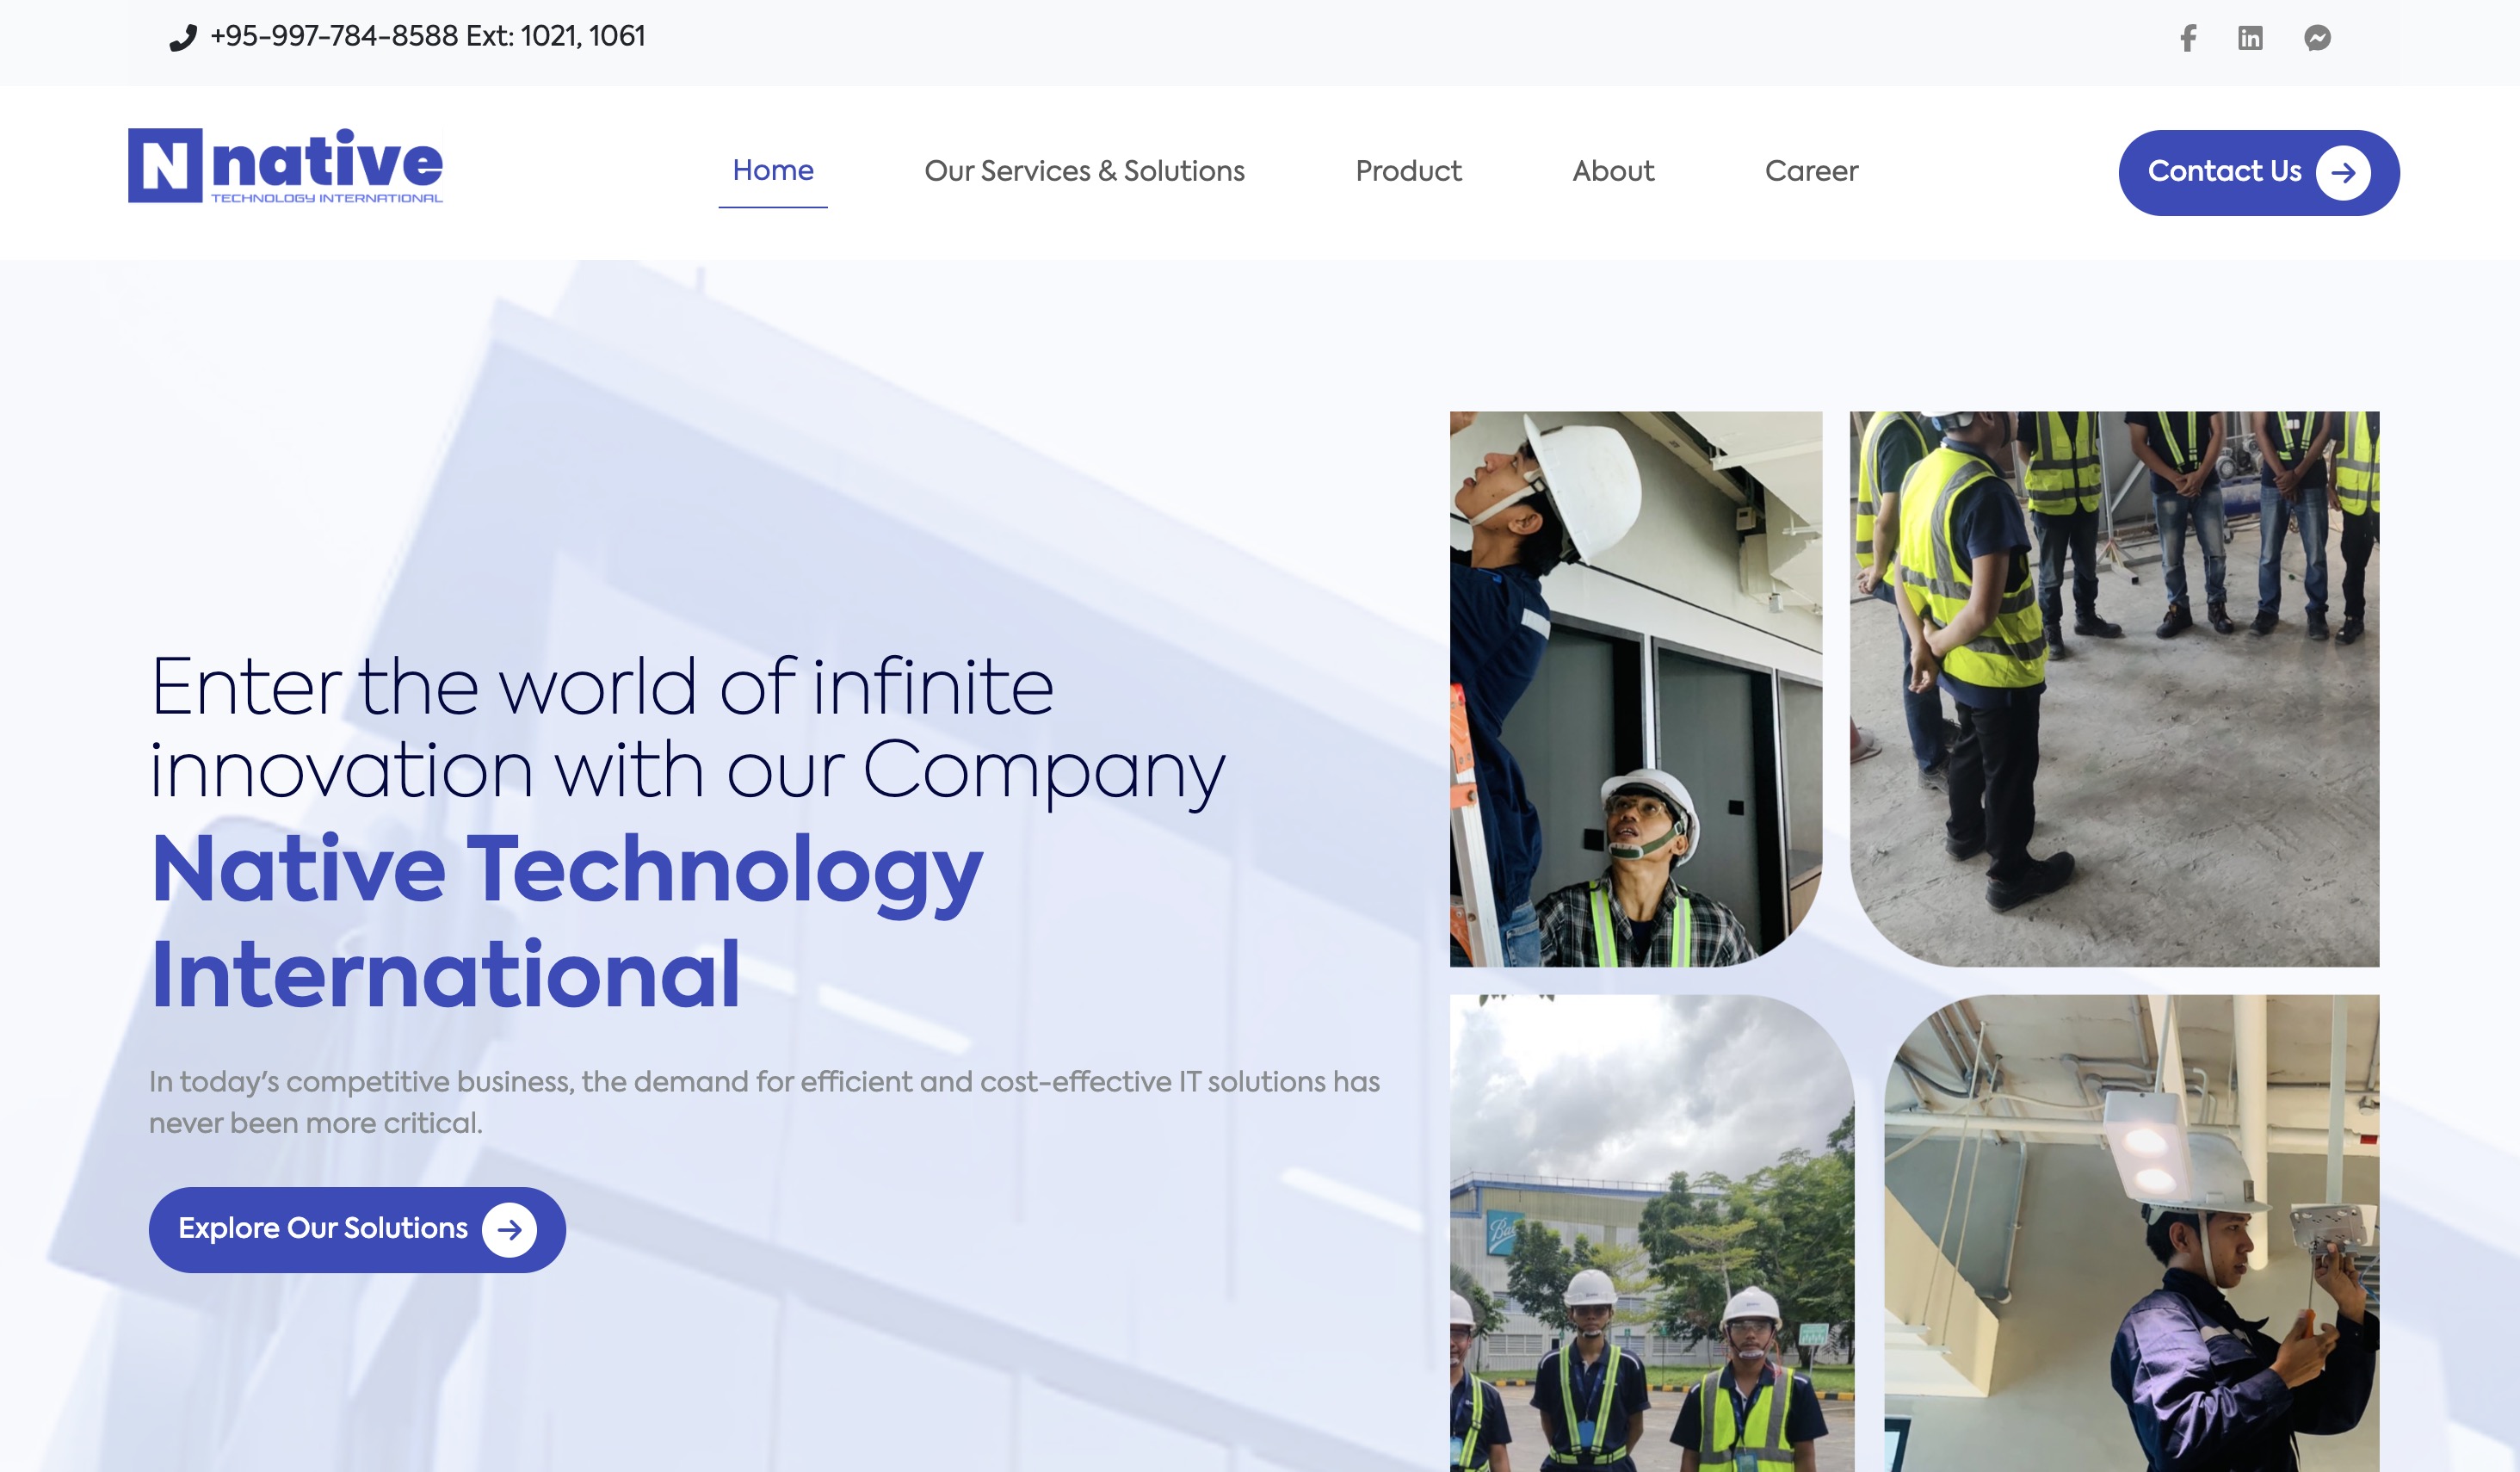 +95-997-784-8588 Ext: 1021, 1061
N native
TECHNOLOGY INTERNATIONAL
Home
Our Services & Solutions
Product
About
Career
Contact Us
Enter the world of infinite
innovation with our Company
Native Technology
International
In today's competitive business, the demand for efficient and cost-effective IT solutions has
never been more critical.
Explore Our Solutions